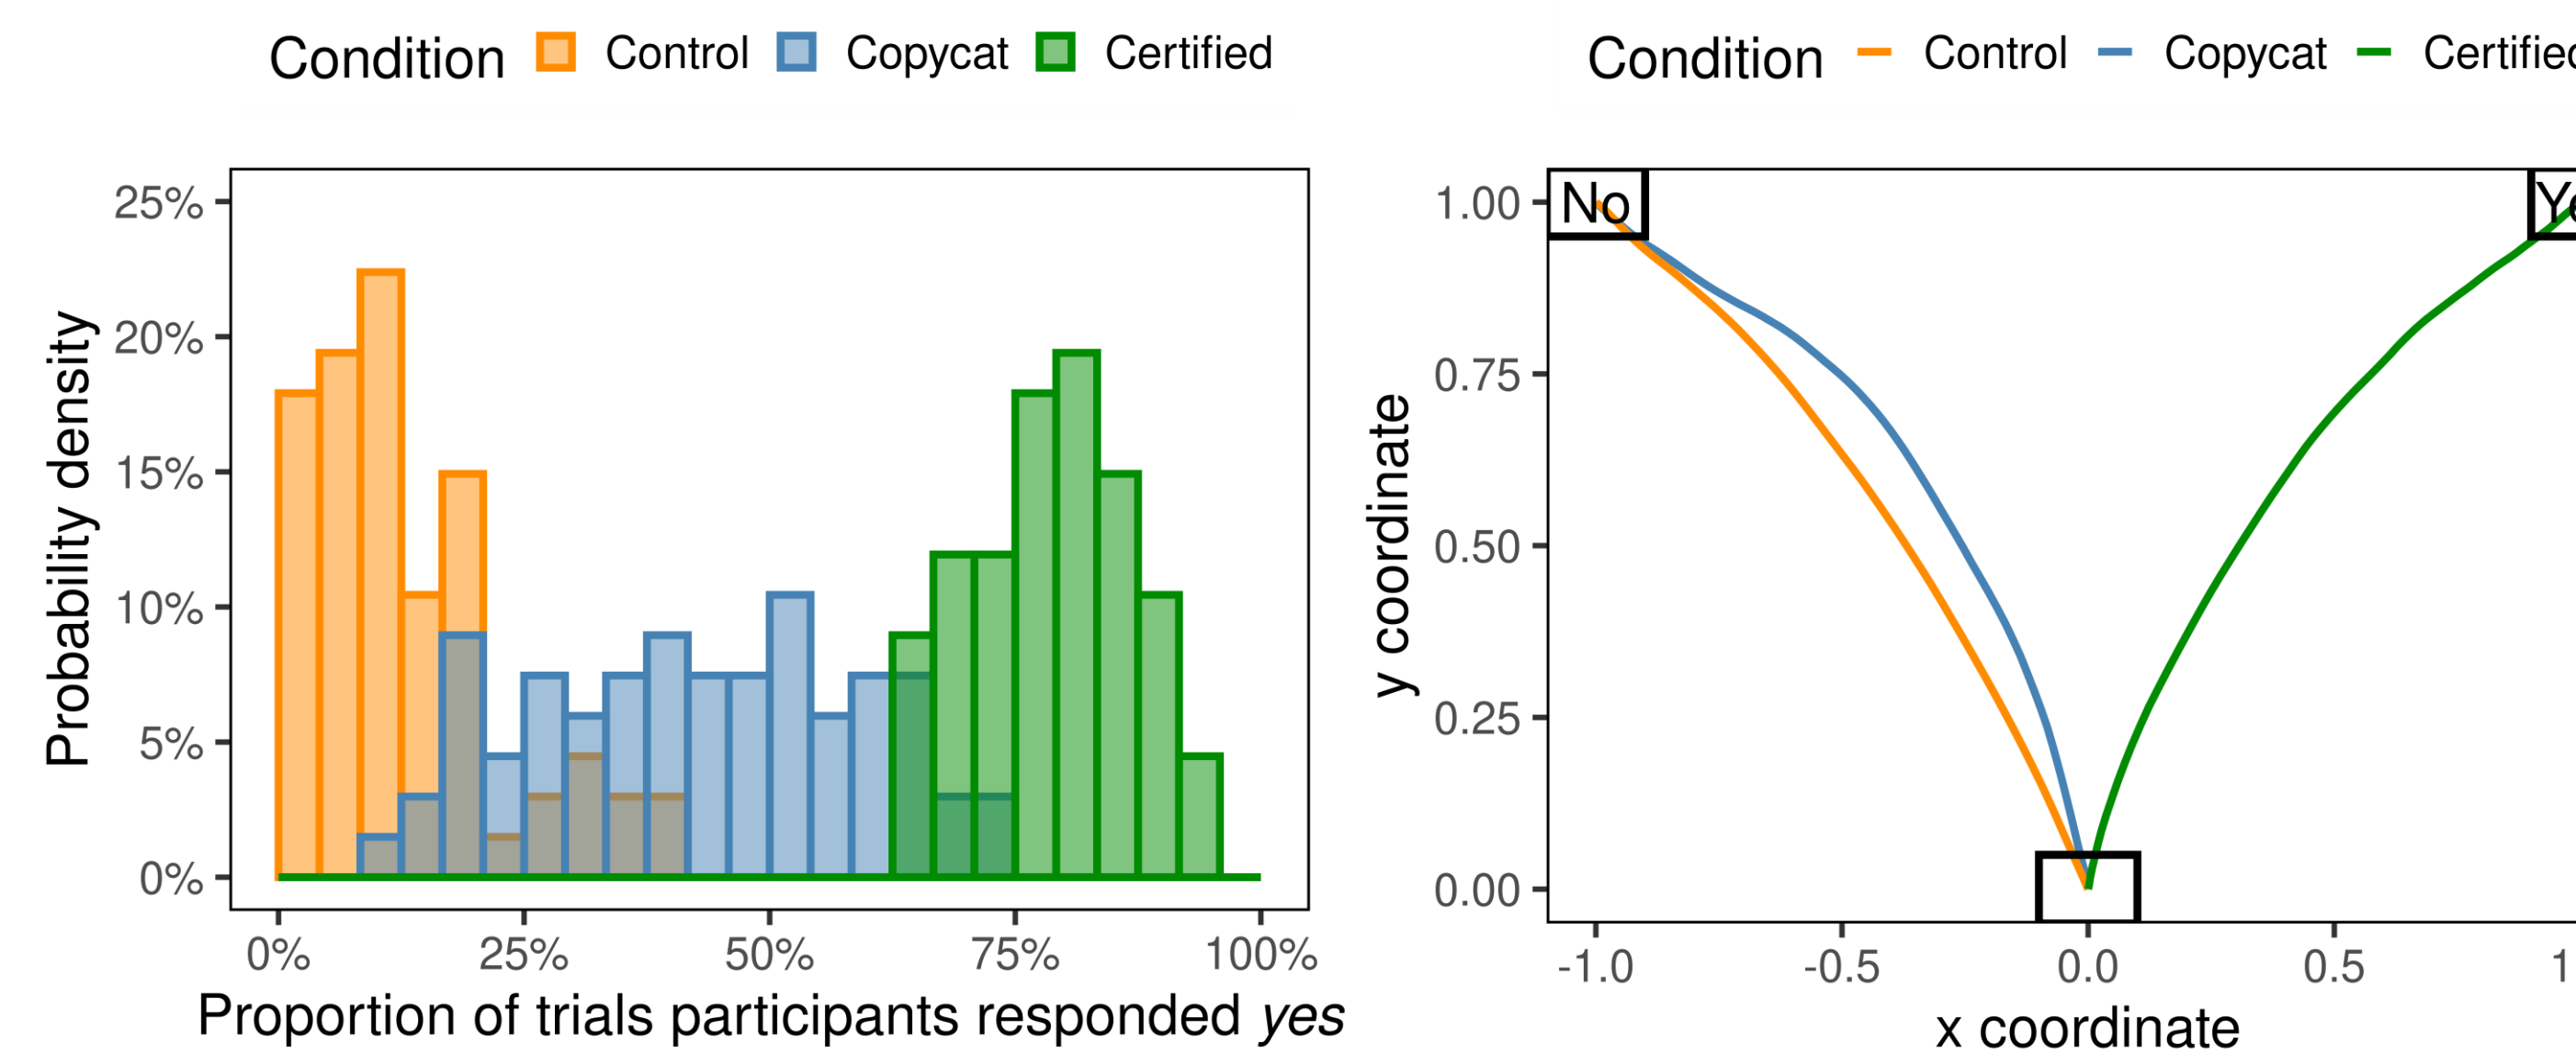 Condition Control Copycat Certified
25%
20%
15%
10%
5%
0%
Probability density
0% 25% 50% 75% 100%
Proportion of trials participants responded yes
Condition Control Copycat
No
1.00
0.75
0.50
0.25
0.00
y coordinate
-1.0 -0.5 0.0 0.5
x coordinate